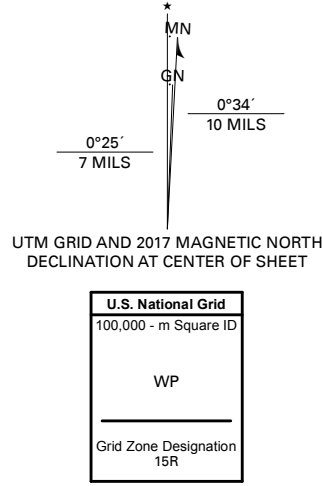 ★
MN
GN
0°34´
10 MILS
0°25´
7 MILS
UTM GRID AND 2017 MAGNETIC NORTH
DECLINATION AT CENTER OF SHEET
U.S. National Grid
100,000 - m Square ID
WP
Grid Zone Designation
15R